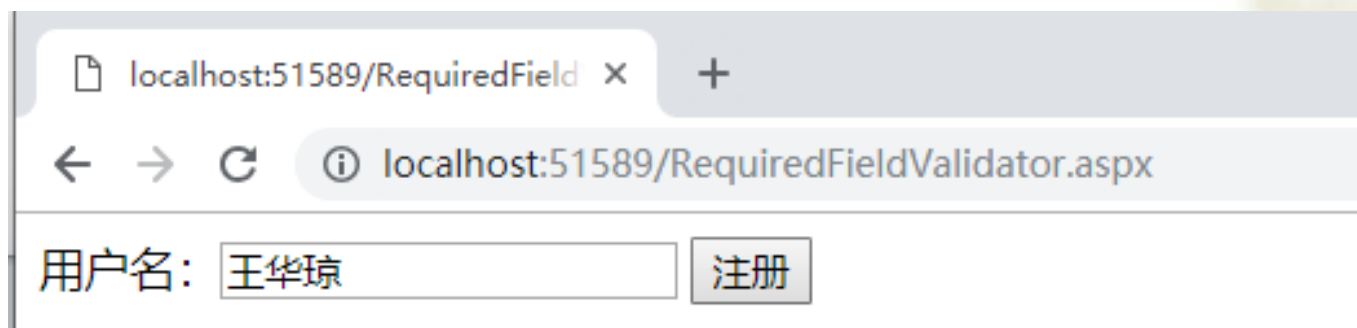 localhost:51589/RequiredField
localhost:51589/RequiredFieldValidator.aspx
用户名：王华琼 注册